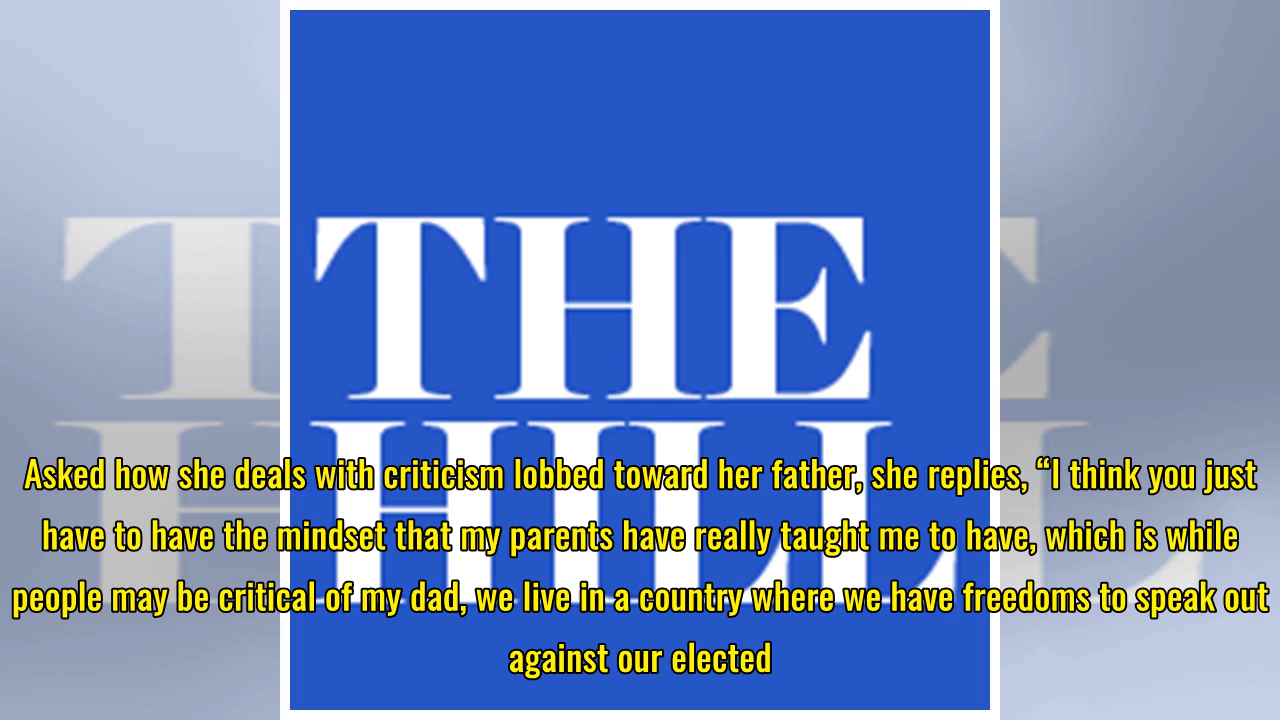 THE
HILL
Asked how she deals with criticism lobbed toward her father, she replies, “I think you just
have to have the mindset that my parents have really taught me to have, which is while
people may be critical of my dad, we live in a country where we have freedoms to speak out
against our elected